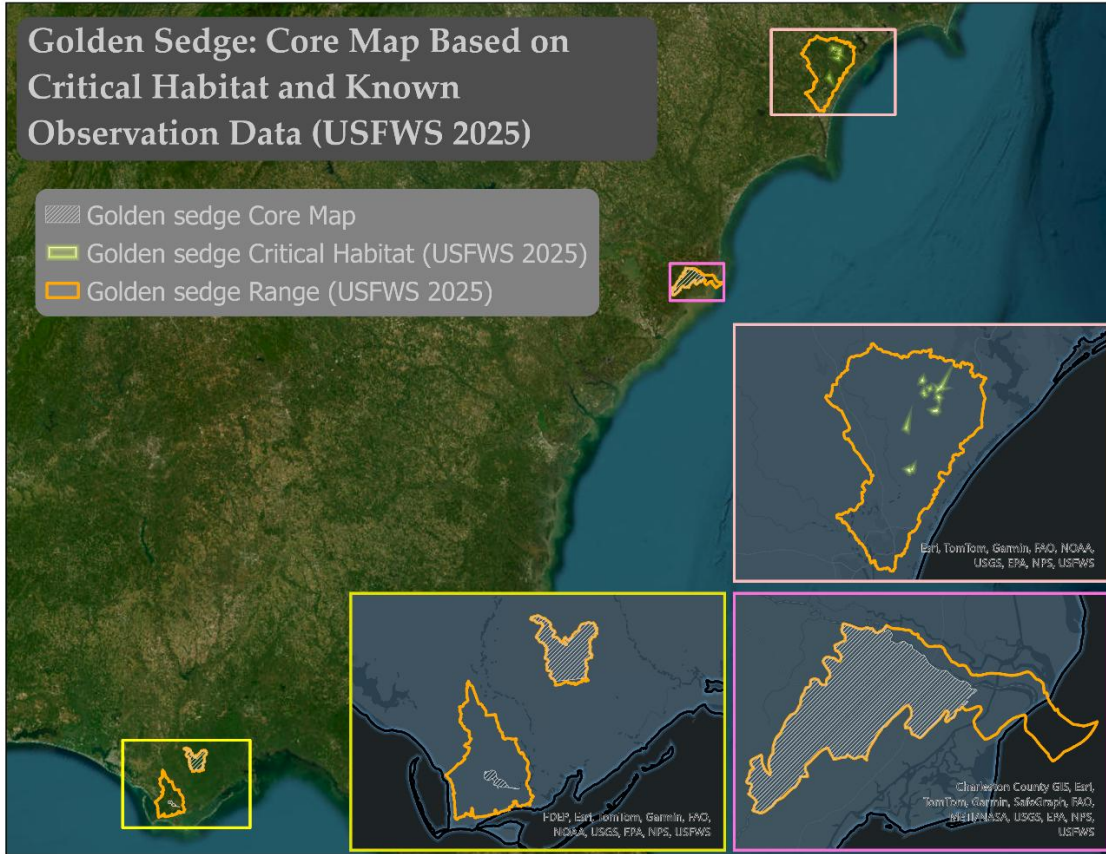 Golden Sedge: Core Map Based on
Critical Habitat and Known
Observation Data (USFWS 2025)
Golden sedge Core Map
Golden sedge Critical Habitat (USFWS 2025)
Golden sedge Range (USFWS 2025)
Esri, TomTom, Garmin, FAO, NOAA,
USGS, EPA, NPS, USFWS
FDEP, Esri, TomTom, Garmin, FAO,
NOAA, USGS, EPA, NPS, USFWS
Charleston County GIS, Esri,
TomTom, Garmin, SafeGraph, FAO,
METI/NASA, USGS, EPA, NPS,
USFWS